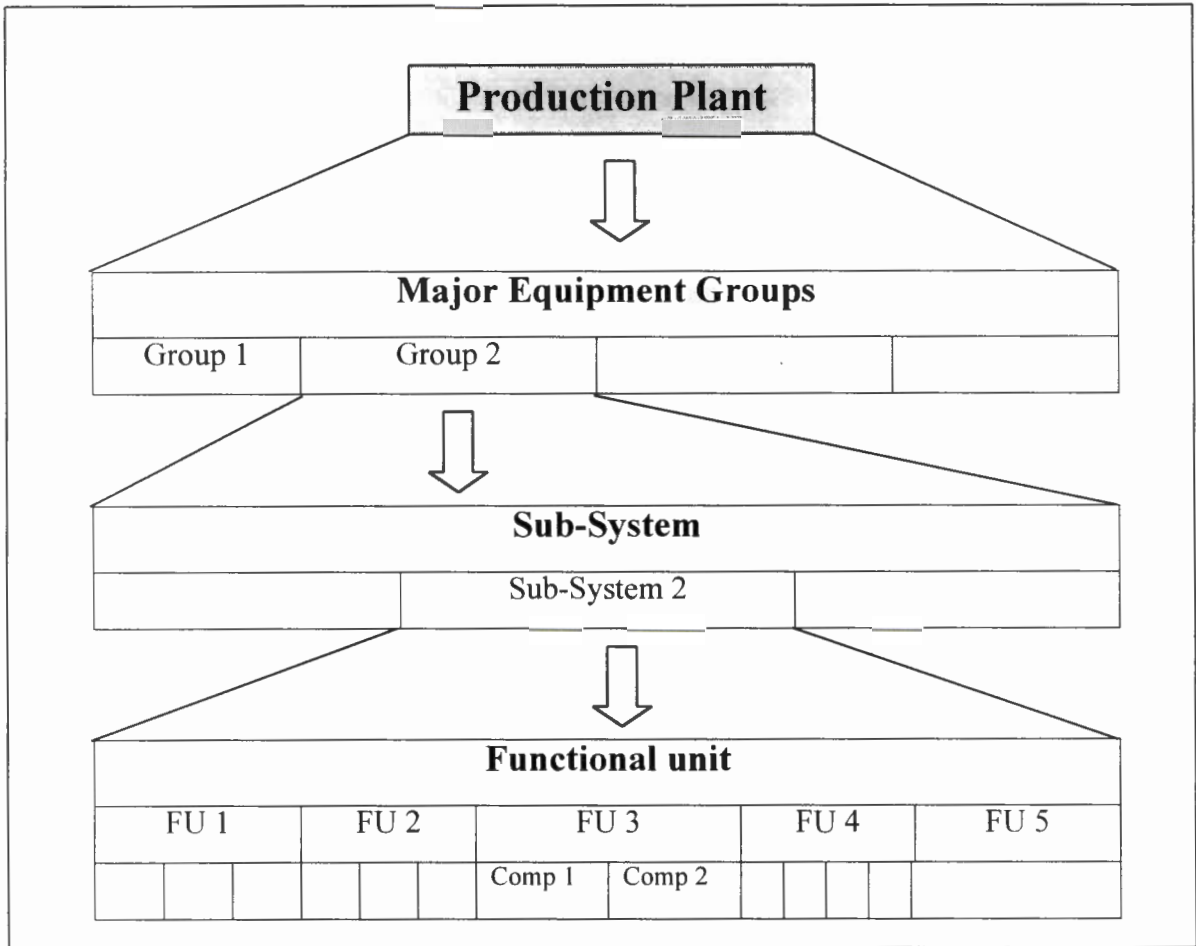 Production Plant
Major Equipment Groups
Group 1 Group 2
Sub-System
Sub-System 2
Functional unit
FU 1 FU 2 FU 3 FU 4 FU 5
Comp 1 Comp 2